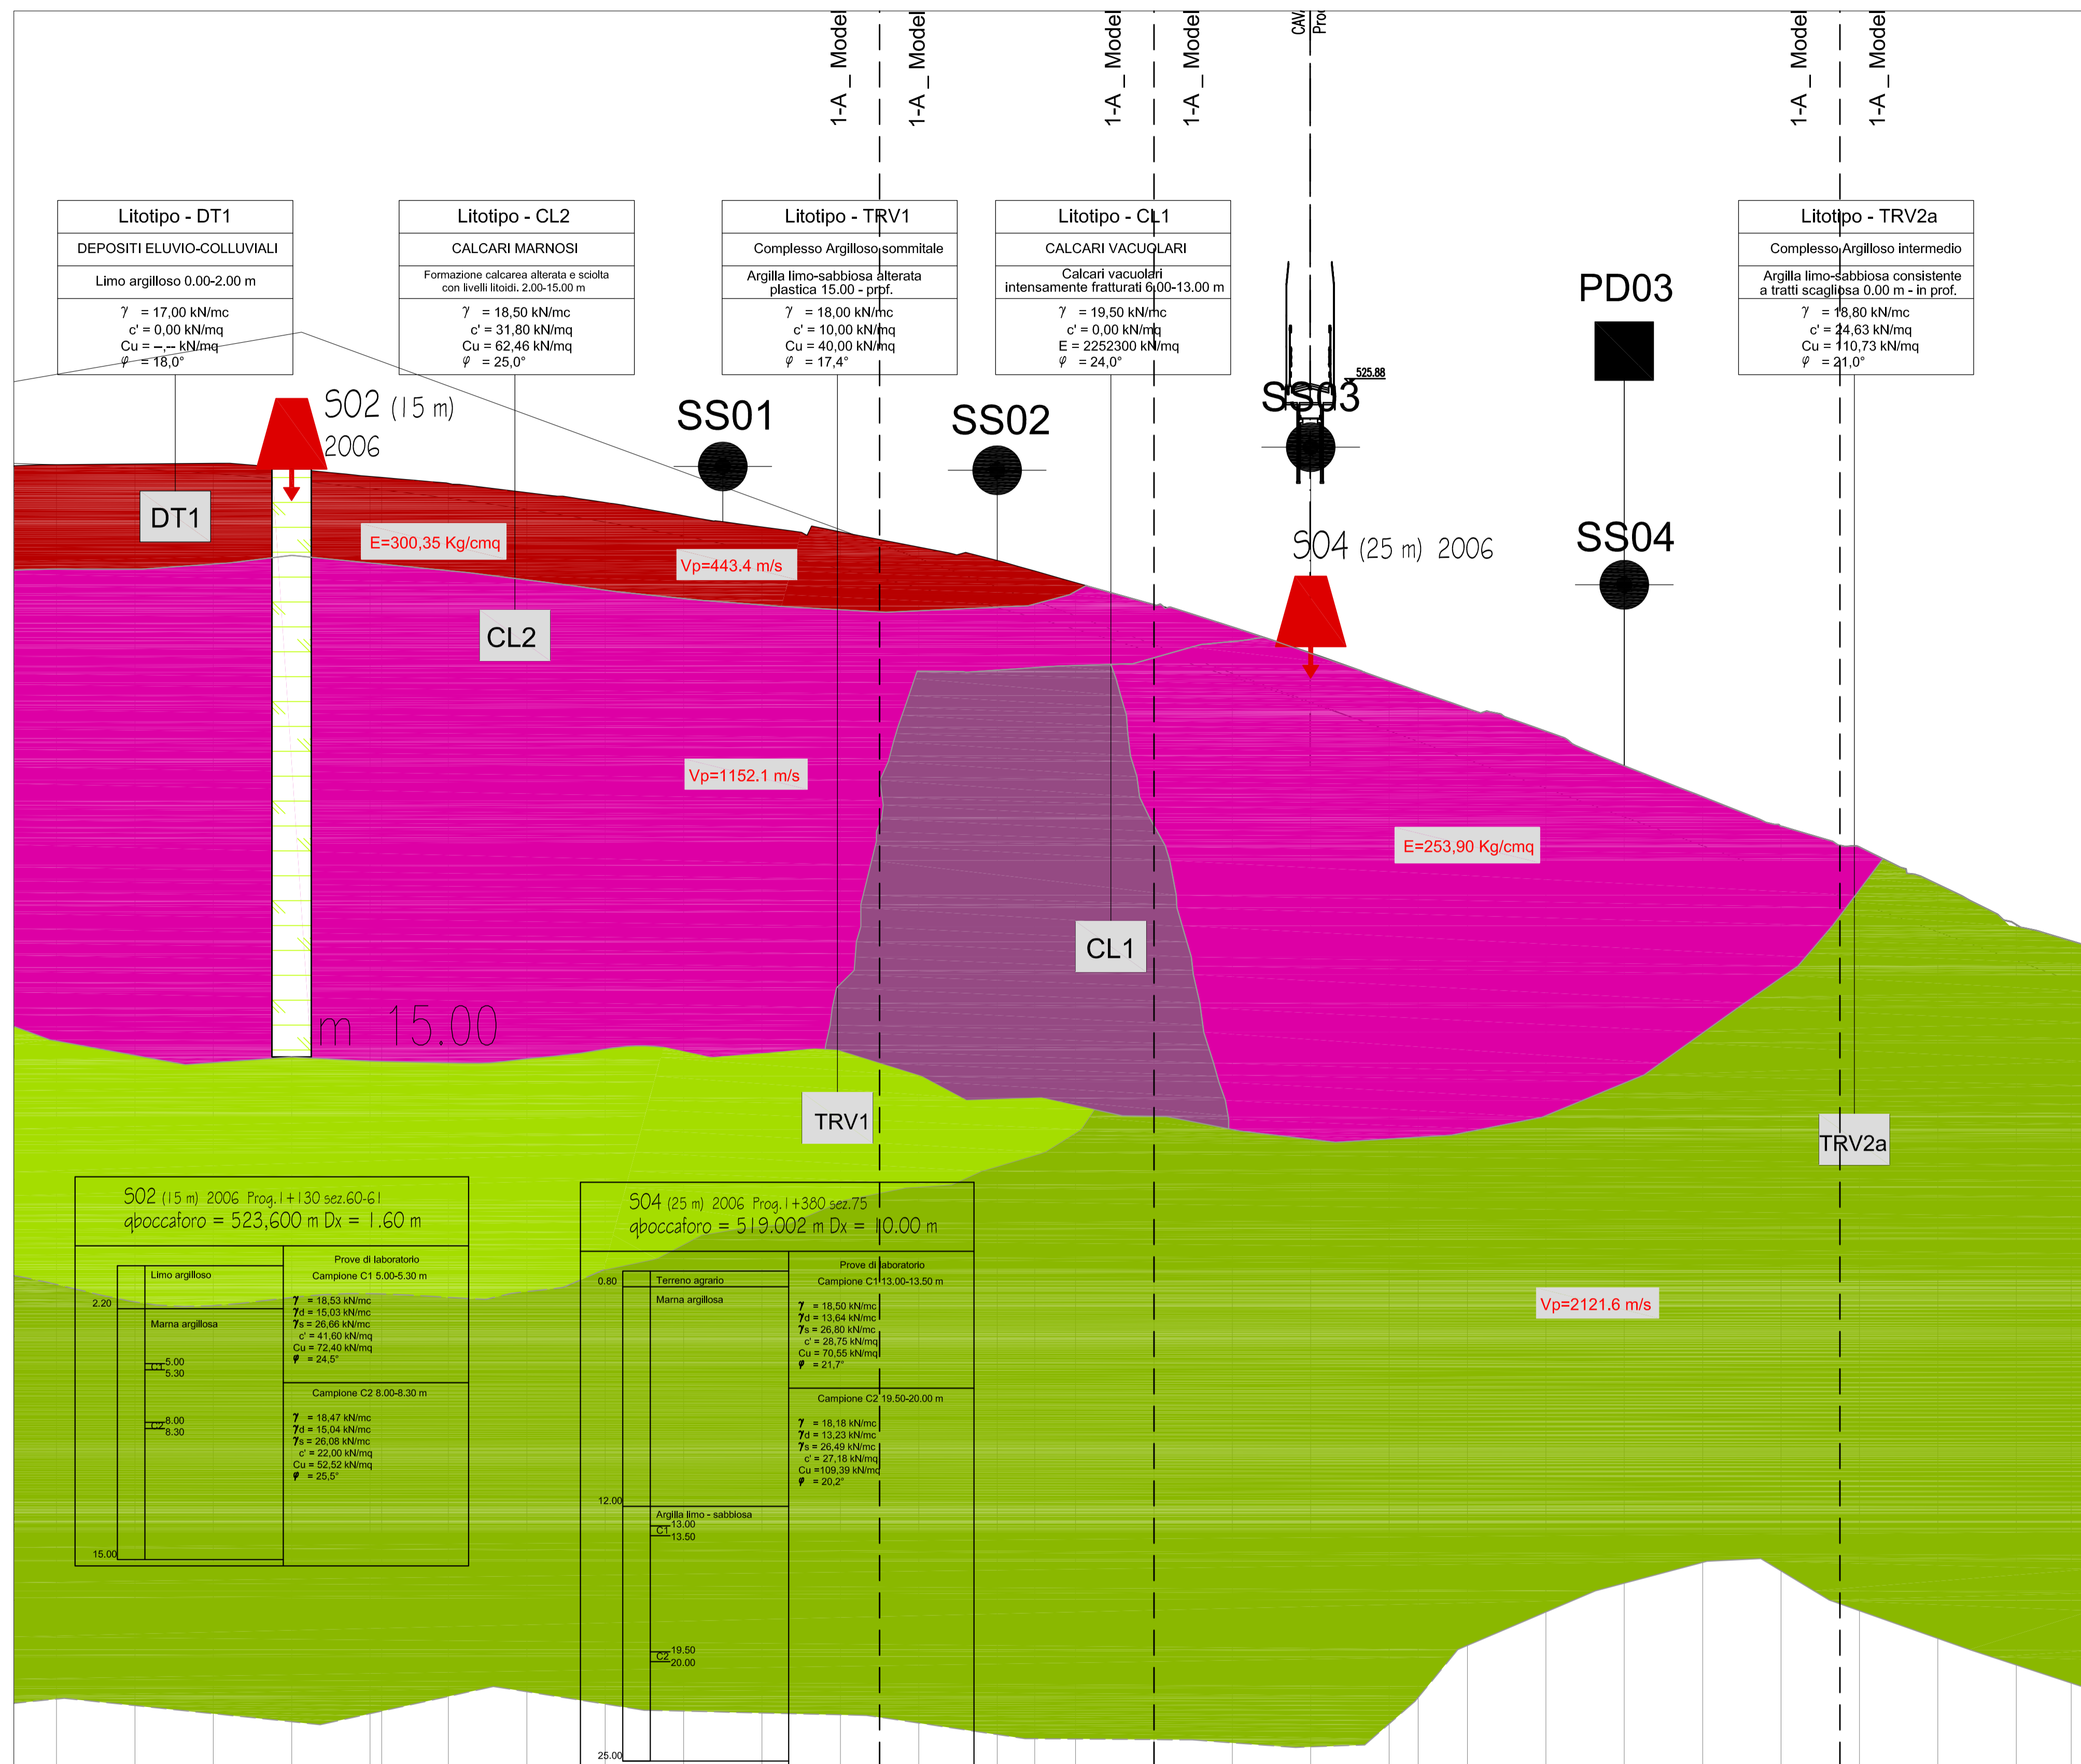 1-A_ Model
1-A_ Model
1-A_ Model
1-A_ Model
CAV
Pro
1-A_ Model
1-A_ Model
Litotipo - DT1
DEPOSITI ELUVIO-COLLUVIALI
Limo argilloso 0.00-2.00 m
γ = 17,00 kN/mc
c' = 0,00 kN/mq
Cu = -,-- kN/mq
φ = 18,0°
Litotipo - CL2
CALCARI MARNOSI
Formazione calcarea alterata e sciolta
con livelli litoidi. 2.00-15.00 m
γ = 18,50 kN/mc
c' = 31,80 kN/mq
Cu = 62,46 kN/mq
φ = 25,0°
Litotipo - TRV1
Complesso Argilloso sommitale
Argilla limo-sabbiosa alterata
plastica 15.00 - prof.
γ = 18,00 kN/mc
c' = 10,00 kN/mq
Cu = 40,00 kN/mq
φ = 17,4°
Litotipo - CL1
CALCARI VACUOLARI
Calcari vacuolari
intensamente fratturati 6,00-13.00 m
γ = 19,50 kN/mc
c' = 0,00 kN/mq
E = 2252300 kN/mq
φ = 24,0°
Litotipo - TRV2a
Complesso Argilloso intermedio
Argilla limo-sabbiosa consistente
a tratti scagliosa 0.00 m - in prof.
γ = 18,80 kN/mc
c' = 24,63 kN/mq
Cu = 110,73 kN/mq
φ = 21,0°
PD03
525.88
S02 (15 m)
2006
SS01
SS02
SS03
SS04
S04 (25 m) 2006
DT1
E=300,35 Kg/cmq
Vp=443.4 m/s
CL2
Vp=1152.1 m/s
E=253,90 Kg/cmq
CL1
m 15.00
TRV1
TRV2a
Vp=2121.6 m/s
S02 (15 m) 2006 Prog.1+130 sez.60-61
qboccaforo = 523,600 m Dx = 1.60 m
Prove di laboratorio
Limo argilloso
Campione C1 5.00-5.30 m
2.20
Marna argillosa
γ = 18,53 kN/mc
γd = 15,03 kN/mc
γs = 26,66 kN/mc
c' = 41,60 kN/mq
Cu = 72,40 kN/mq
φ = 24,5°
5.00
C1
5.30
Campione C2 8.00-8.30 m
8.00
C2
8.30
γ = 18,47 kN/mc
γd = 15,04 kN/mc
γs = 26,08 kN/mc
c' = 22,00 kN/mq
Cu = 52,52 kN/mq
φ = 25,5°
15.00
S04 (25 m) 2006 Prog.1+380 sez.75
qboccaforo = 519.002 m Dx = 10.00 m
Prove di laboratorio
0.80
Terreno agrario
Campione C1 13.00-13.50 m
Marna argillosa
γ = 18,50 kN/mc
γd = 13,64 kN/mc
γs = 26,80 kN/mc
c' = 28,75 kN/mq
Cu = 70,55 kN/mq
φ = 21,7°
Campione C2 19.50-20.00 m
γ = 18,18 kN/mc
γd = 13,23 kN/mc
γs = 26,49 kN/mc
c' = 27,18 kN/mq
Cu =109,39 kN/mq
φ = 20,2°
12.00
Argilla limo - sabbiosa
13.00
C1
13.50
19.50
C2
20.00
25.00